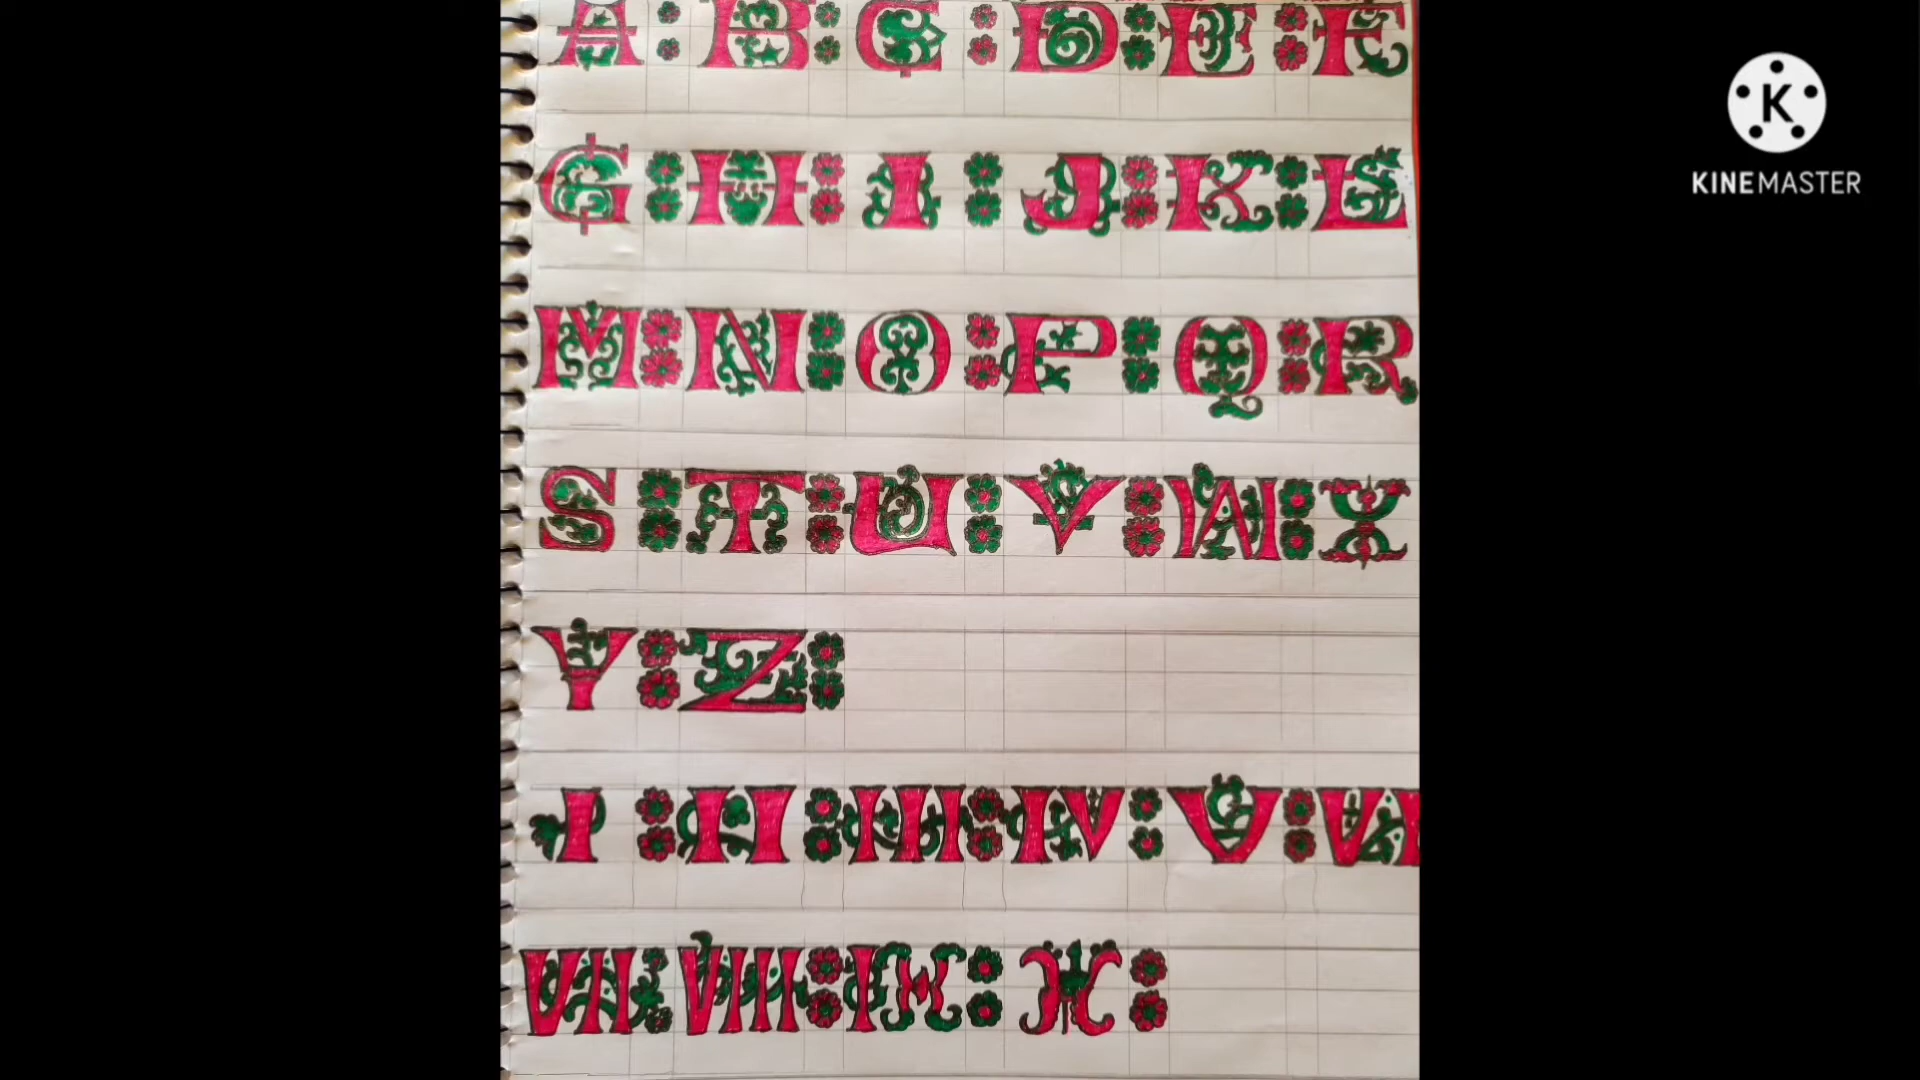 A : B : C : D : E : F
G : H : I : J : K : L
M : N : O : P : Q : R
S : T : U : V : W : X
Y : Z :
I : II : III : IV : V : VI
VII : VIII : IX : X :
K
KINEMASTER